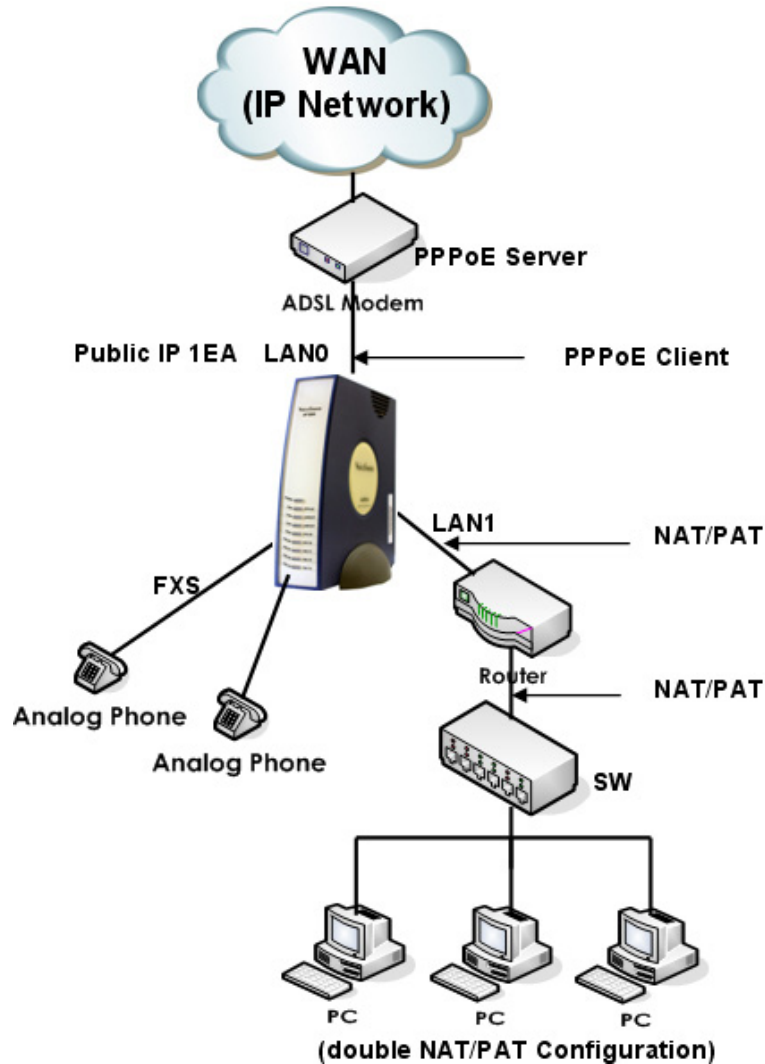 WAN
(IP Network)
PPPoE Server
ADSL Modem
Public IP 1EA LAN0
PPPoE Client
LAN1
NAT/PAT
FXS
Router
NAT/PAT
Analog Phone
Analog Phone
SW
PC
PC
PC
(double NAT/PAT Configuration)